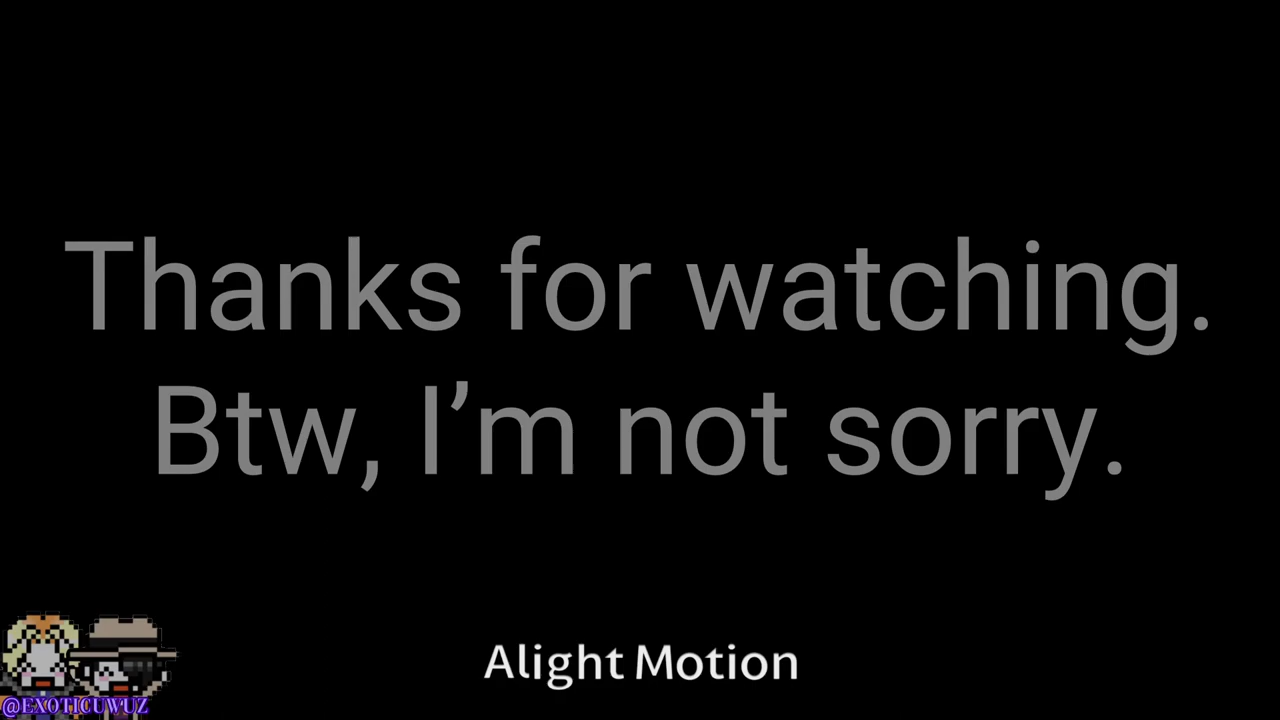 Thanks for watching.
Btw, I’m not sorry.
Alight Motion
@EXOTICUWUZ